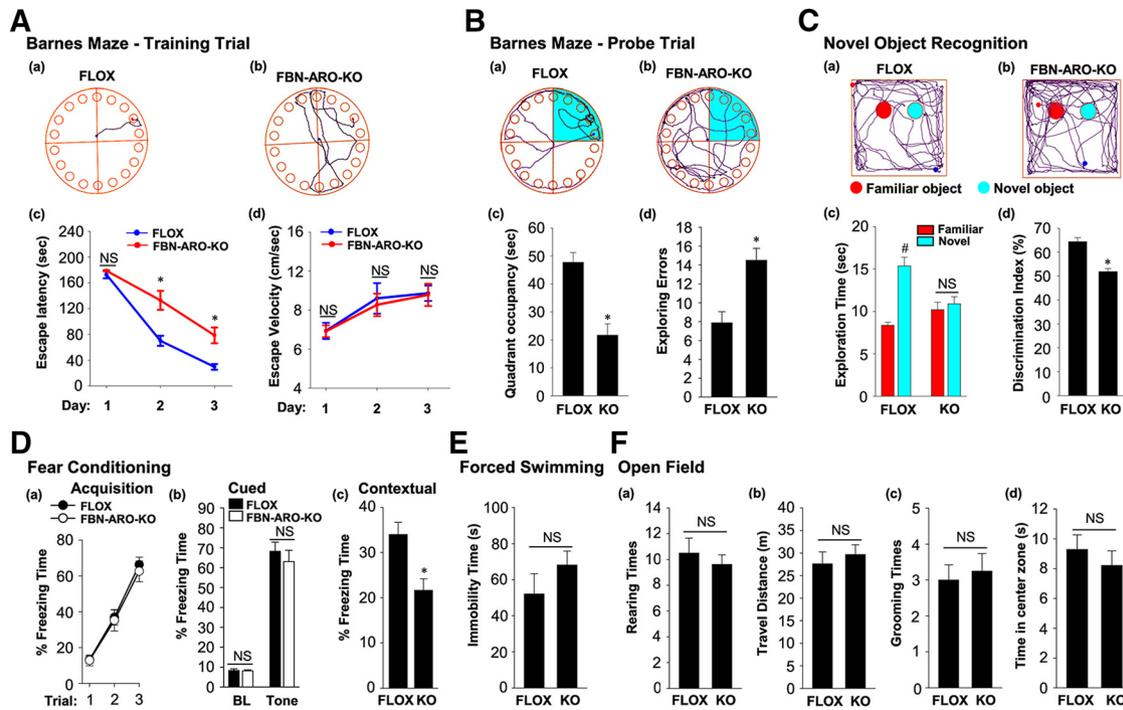 A
Barnes Maze - Training Trial
(a)
FLOX
(b)
FBN-ARO-KO
(c)
FLOX
FBN-ARO-KO
Escape latency (sec)
240
200
160
120
80
40
0
NS
*
*
Day: 1 2 3
(d)
FLOX
FBN-ARO-KO
Escape Velocity (cm/sec)
16
12
8
4
NS
NS
NS
Day: 1 2 3
B
Barnes Maze - Probe Trial
(a)
FLOX
(b)
FBN-ARO-KO
(c)
Quadrant occupancy (sec)
60
50
40
30
20
10
0
*
FLOX KO
(d)
Exploring Errors
18
16
14
12
10
8
6
4
2
0
*
FLOX KO
C
Novel Object Recognition
(a)
FLOX
(b)
FBN-ARO-KO
Familiar object
Novel object
(c)
Familiar
Novel
Exploration Time (sec)
20
15
10
5
0
#
NS
FLOX KO
(d)
Discrimination Index (%)
70
60
50
40
30
20
10
0
*
FLOX KO
D
Fear Conditioning
(a)
Acquisition
FLOX
FBN-ARO-KO
% Freezing Time
80
60
40
20
0
Trial: 1 2 3
(b)
Cued
FLOX
FBN-ARO-KO
% Freezing Time
90
80
70
60
50
40
30
20
10
0
NS
NS
BL Tone
(c)
Contextual
% Freezing Time
40
30
20
10
0
*
FLOX KO
E
Forced Swimming
Immobility Time (s)
100
80
60
40
20
0
NS
FLOX KO
F
Open Field
(a)
Rearing Times
14
12
10
8
6
4
2
0
NS
FLOX KO
(b)
Travel Distance (m)
40
35
30
25
20
15
10
5
0
NS
FLOX KO
(c)
Grooming Times
5
4
3
2
1
0
NS
FLOX KO
(d)
Time in center zone (s)
12
10
8
6
4
2
0
NS
FLOX KO